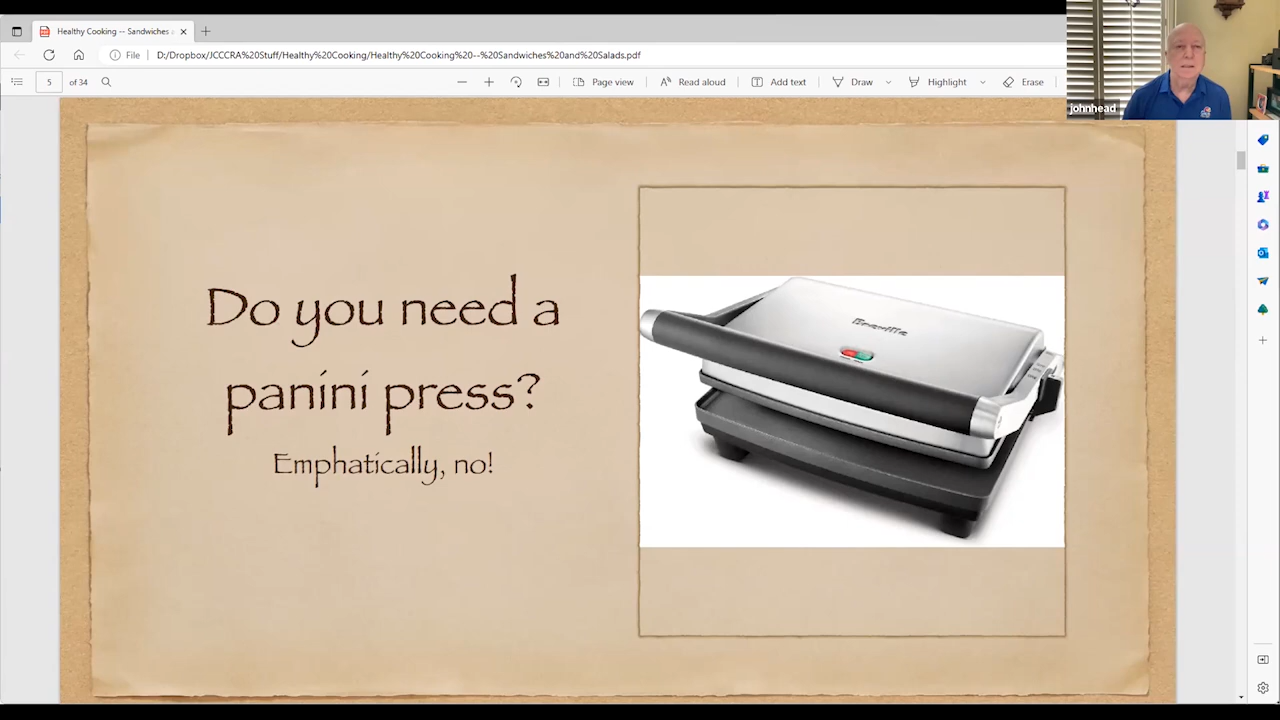 Healthy Cooking -- Sandwiches a
File
D:/Dropbox/JCCCRA%20Stuff/Healthy%20Cooking/Healthy%20Cooking%20--%20Sandwiches%20and%20Salads.pdf
5 of 34
Page view
Read aloud
Add text
Draw
Highlight
Erase
johnhead
Do you need a
panini press?
Emphatically, no!
Breville